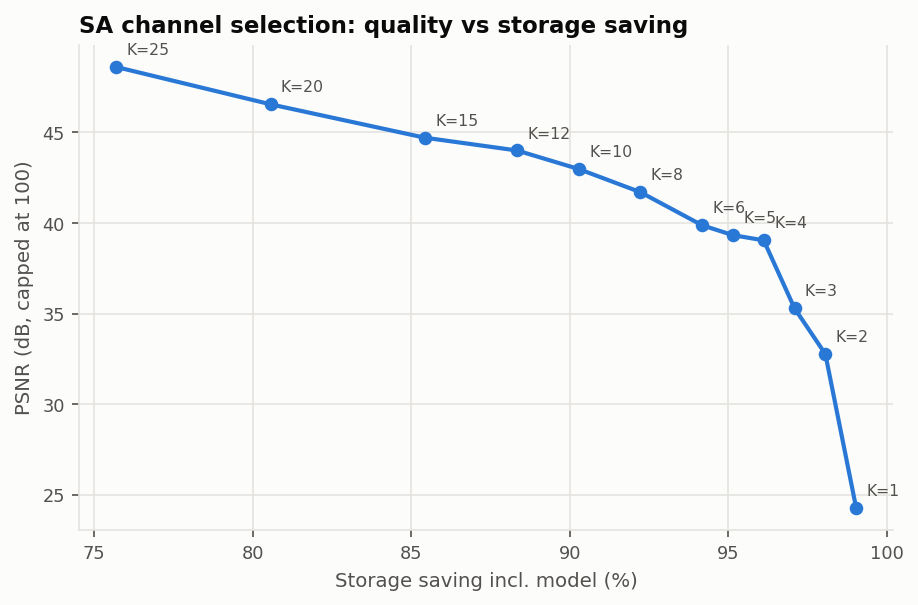 SA channel selection: quality vs storage saving
K=25
K=20
K=15
K=12
K=10
K=8
K=6
K=5
K=4
K=3
K=2
K=1
45
40
35
30
25
PSNR (dB, capped at 100)
75 80 85 90 95 100
Storage saving incl. model (%)